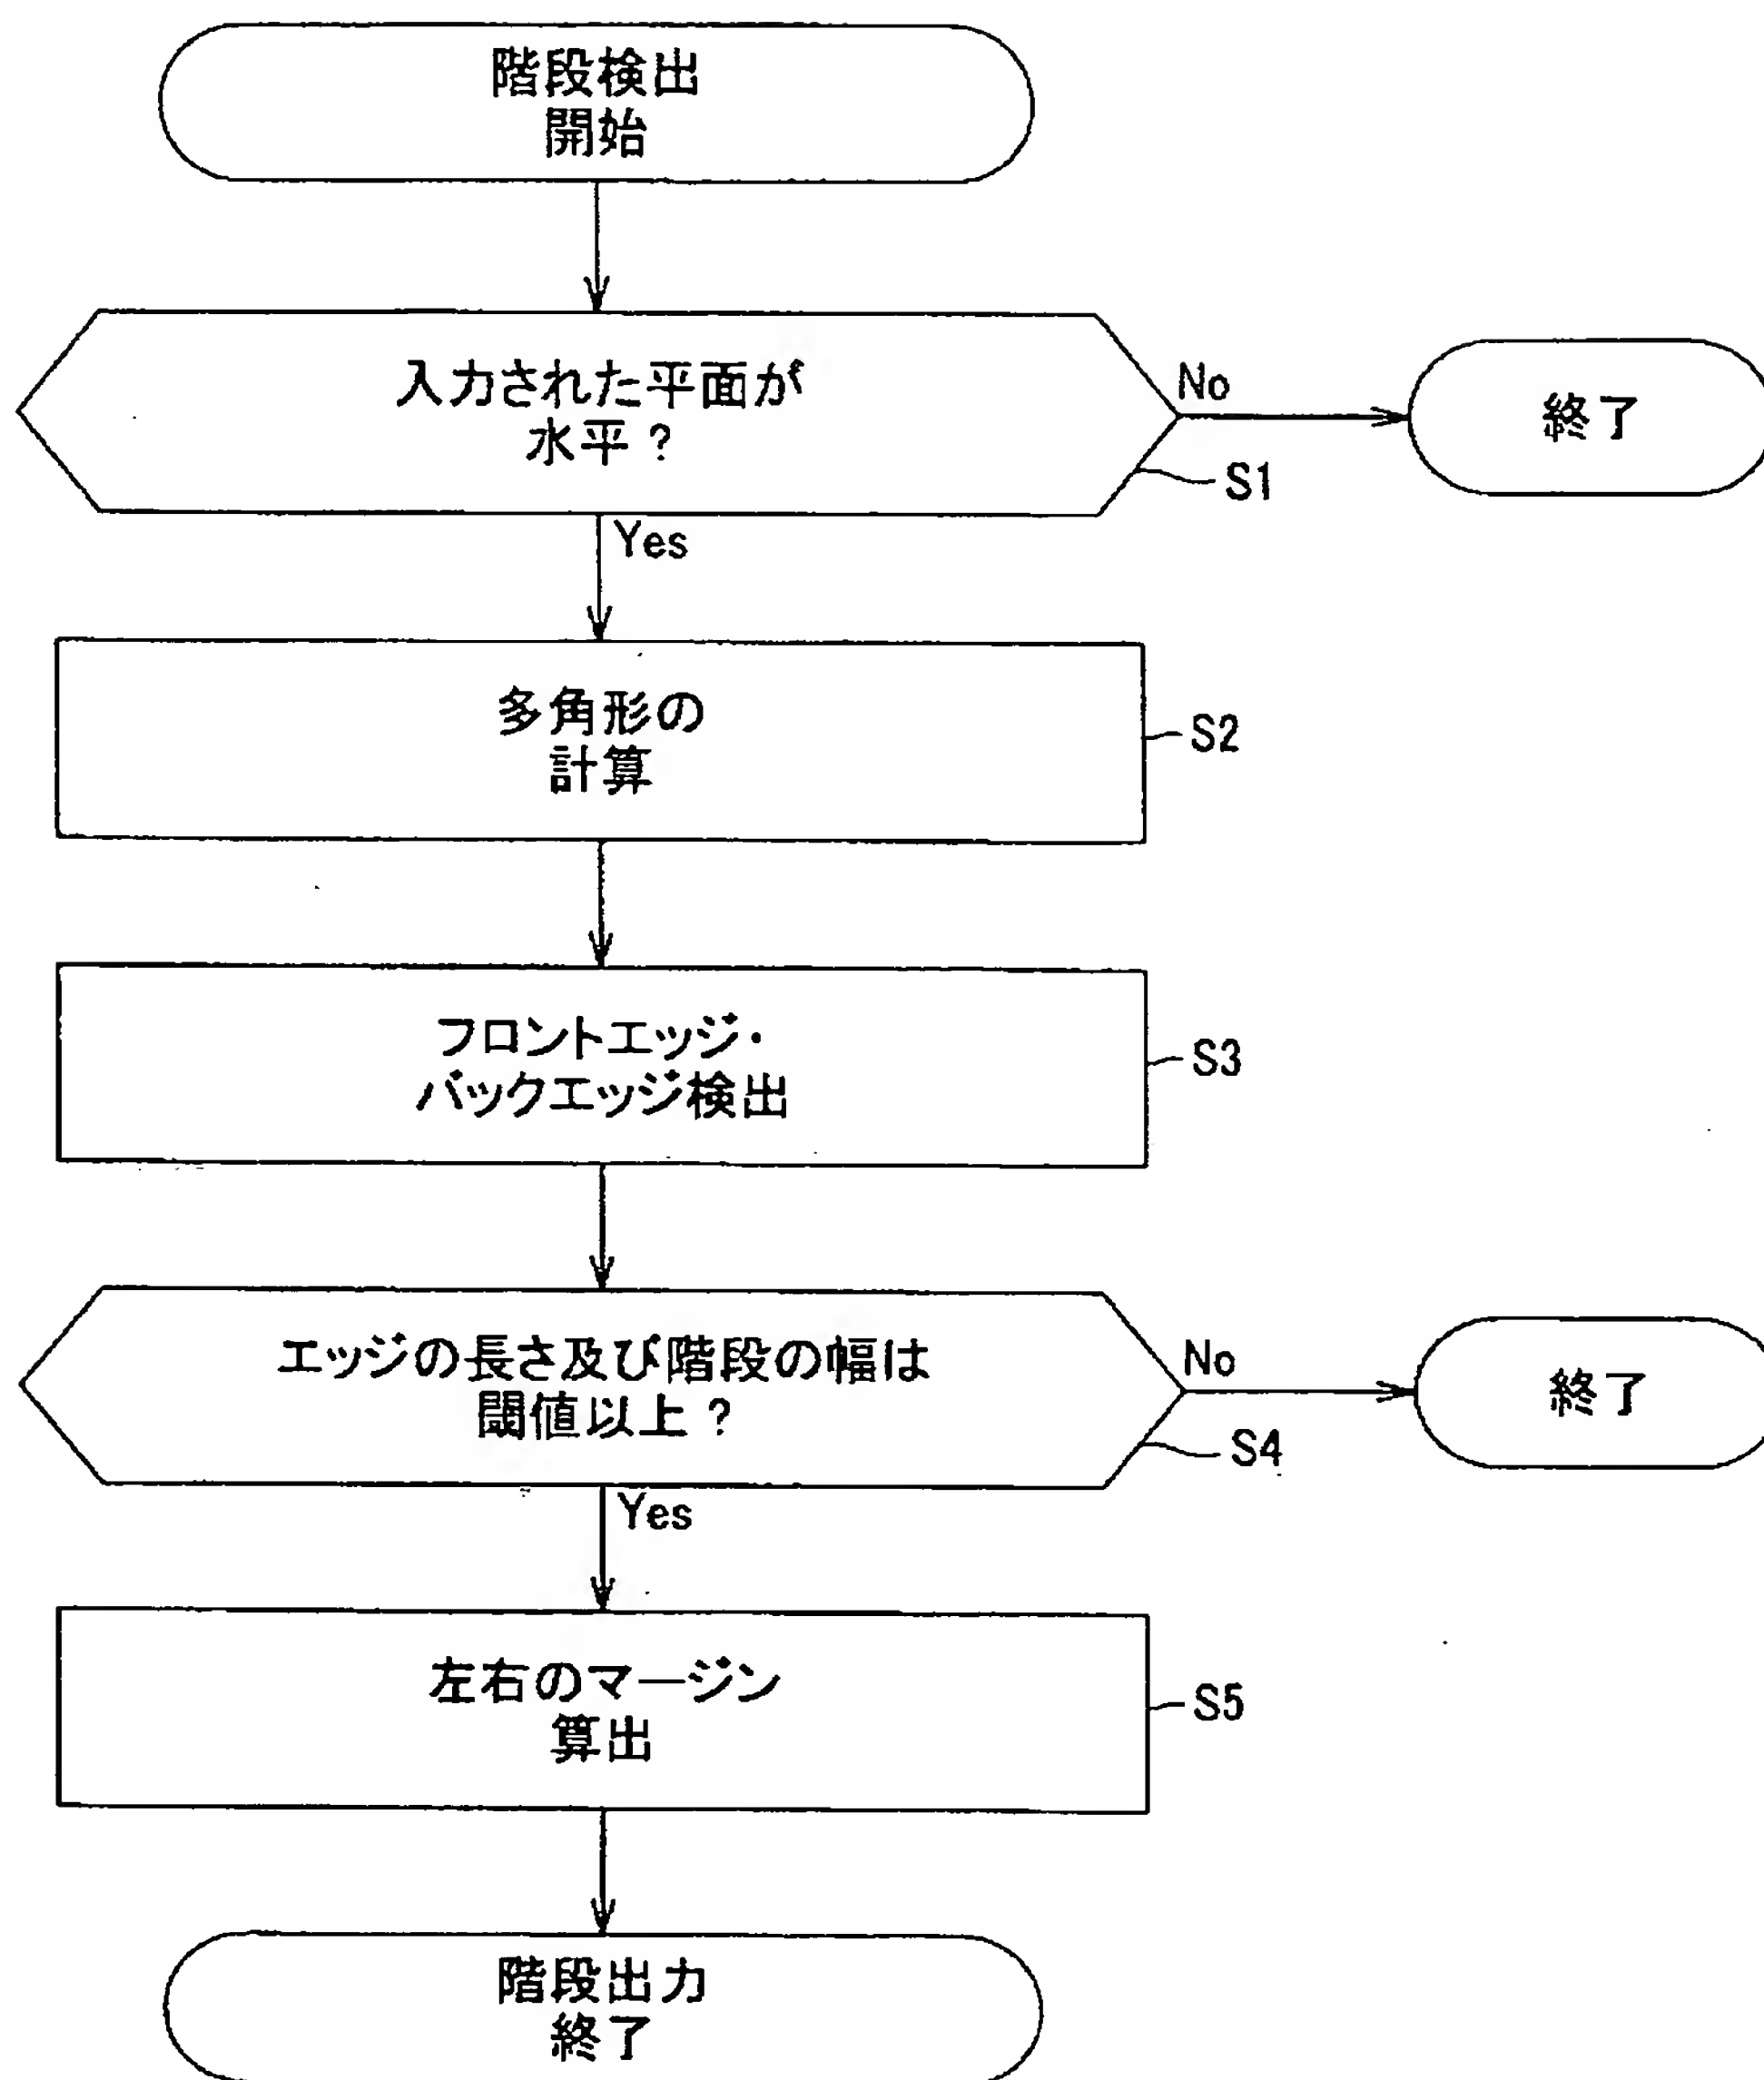 階段検出
開始
入力された平面が
水平?
No
終了
S1
Yes
多角形の
計算
S2
フロントエッジ・
バックエッジ検出
S3
エッジの長さ及び階段の幅は
閾値以上?
No
終了
S4
Yes
左右のマージン
算出
S5
階段出力
終了